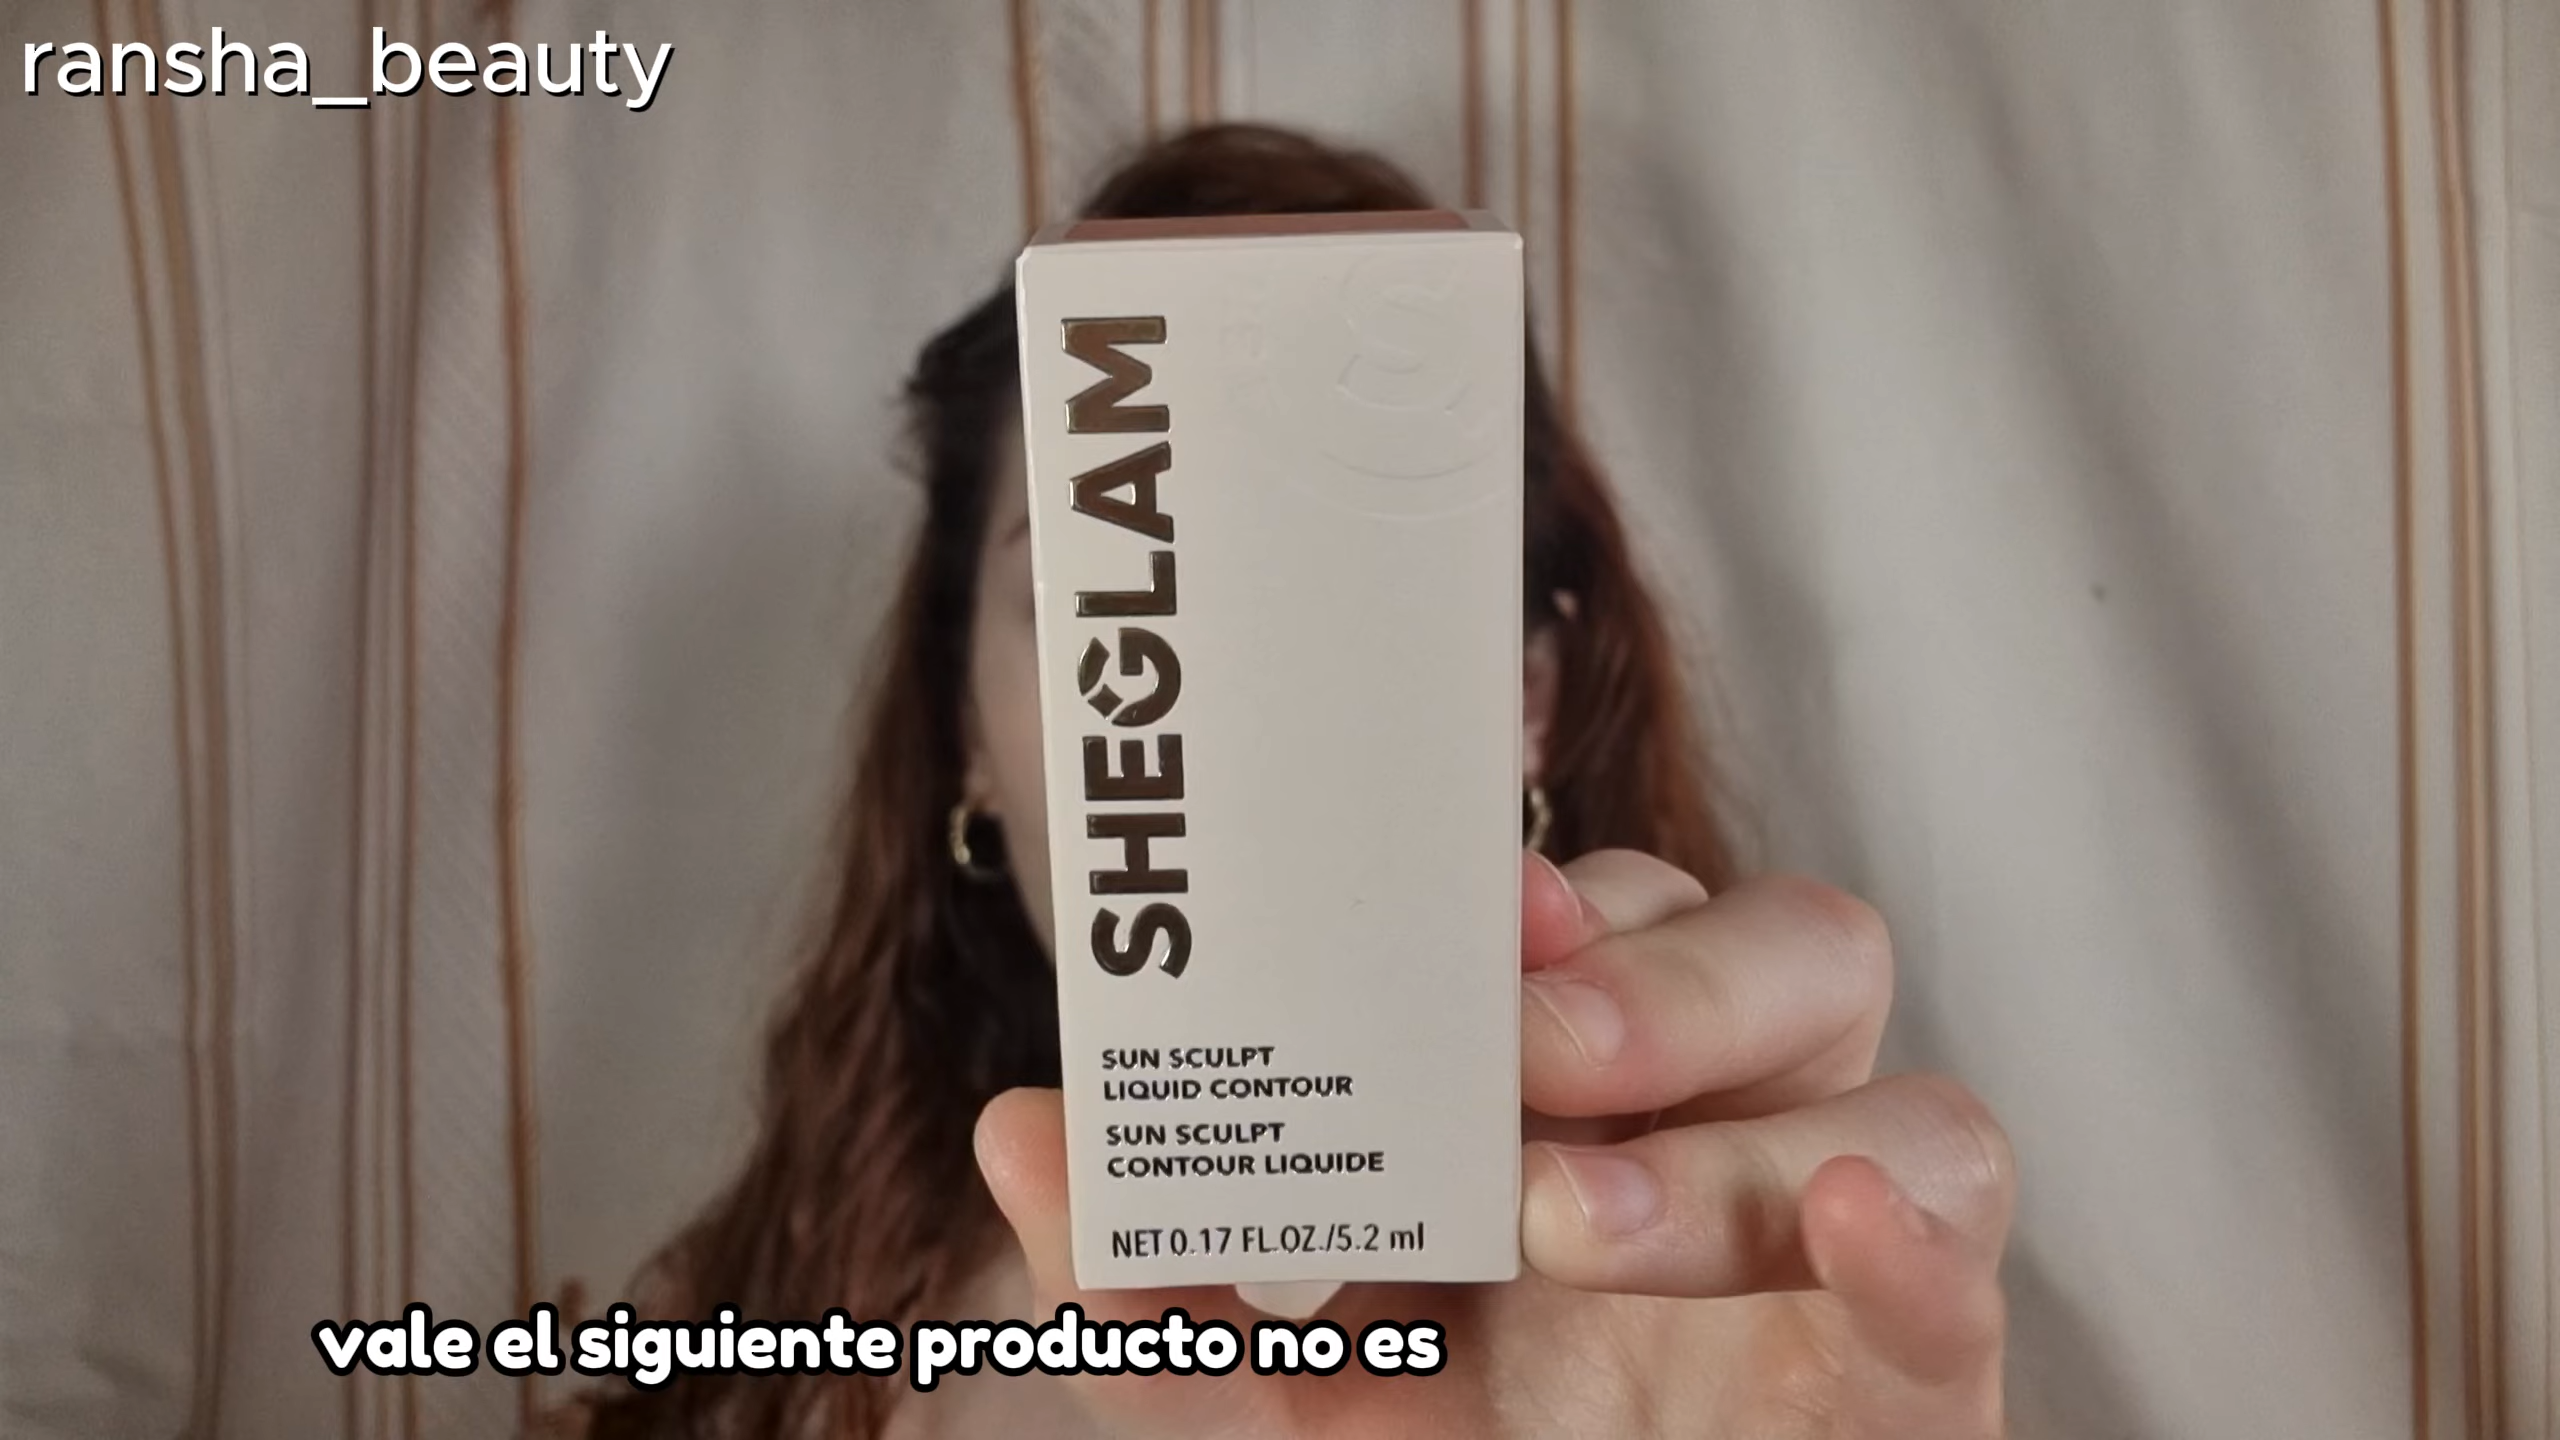 ransha_beauty
SHEGLAM
SUN SCULPT
LIQUID CONTOUR
SUN SCULPT
CONTOUR LIQUIDE
NET 0.17 FL.OZ./5.2 ml
vale el siguiente producto no es